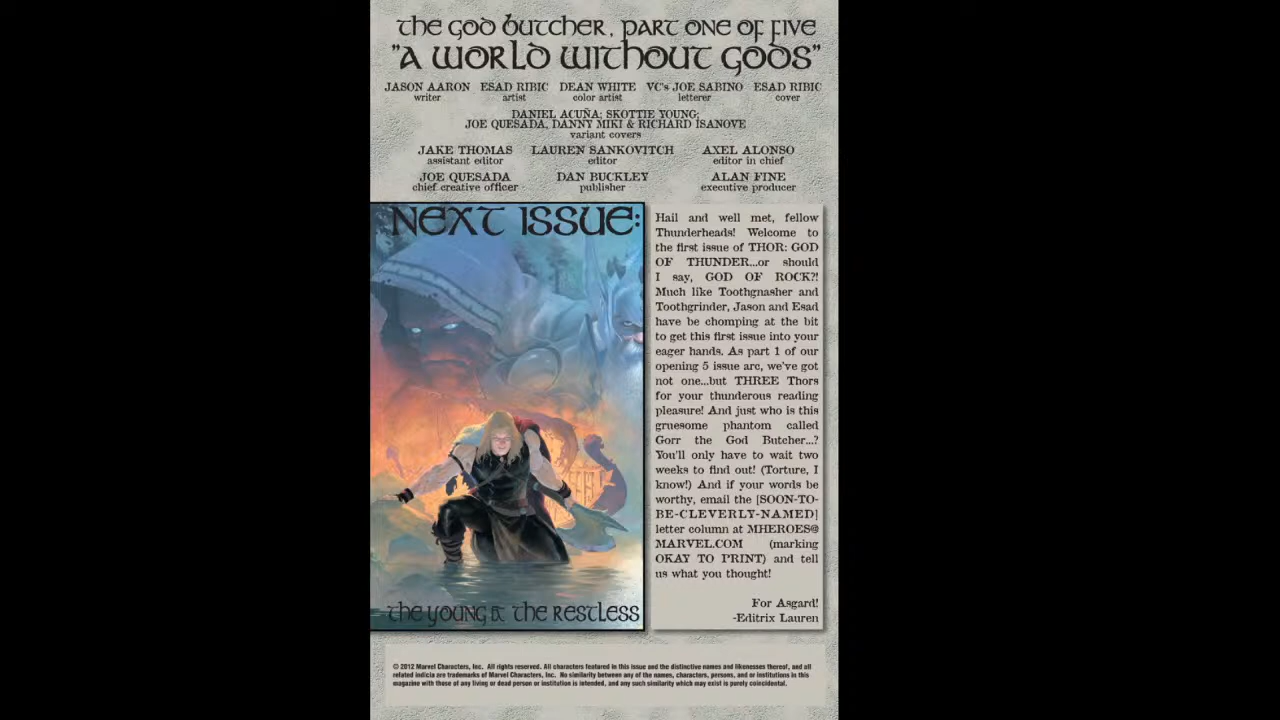 the god butcher, part one of five
"a world without gods"
JASON AARON ESAD RIBIC DEAN WHITE VC's JOE SABINO ESAD RIBIC
writer artist color artist letterer cover
DANIEL ACUÑA; SKOTTIE YOUNG;
JOE QUESADA, DANNY MIKI & RICHARD ISANOVE
variant covers
JAKE THOMAS LAUREN SANKOVITCH AXEL ALONSO
assistant editor editor editor in chief
JOE QUESADA DAN BUCKLEY ALAN FINE
chief creative officer publisher executive producer
NEXT ISSUE:
the young & the restless
Hail and well met, fellow
Thunderheads! Welcome to
the first issue of THOR: GOD
OF THUNDER...or should
I say, GOD OF ROCK?!
Much like Toothgnasher and
Toothgrinder, Jason and Esad
have be chomping at the bit
to get this first issue into your
eager hands. As part 1 of our
opening 5 issue arc, we've got
not one...but THREE Thors
for your thunderous reading
pleasure! And just who is this
gruesome phantom called
Gorr the God Butcher...?
You'll only have to wait two
weeks to find out! (Torture, I
know!) And if your words be
worthy, email the [SOON-TO-
BE-CLEVERLY-NAMED]
letter column at MHEROES@
MARVEL.COM (marking
OKAY TO PRINT) and tell
us what you thought!
For Asgard!
-Editrix Lauren
© 2012 Marvel Characters, Inc. All rights reserved. All characters featured in this issue and the distinctive names and likenesses thereof, and all
related indicia are trademarks of Marvel Characters, Inc. No similarity between any of the names, characters, persons, and or institutions in this
magazine with those of any living or dead person or institution is intended, and any such similarity which may exist is purely coincidental.